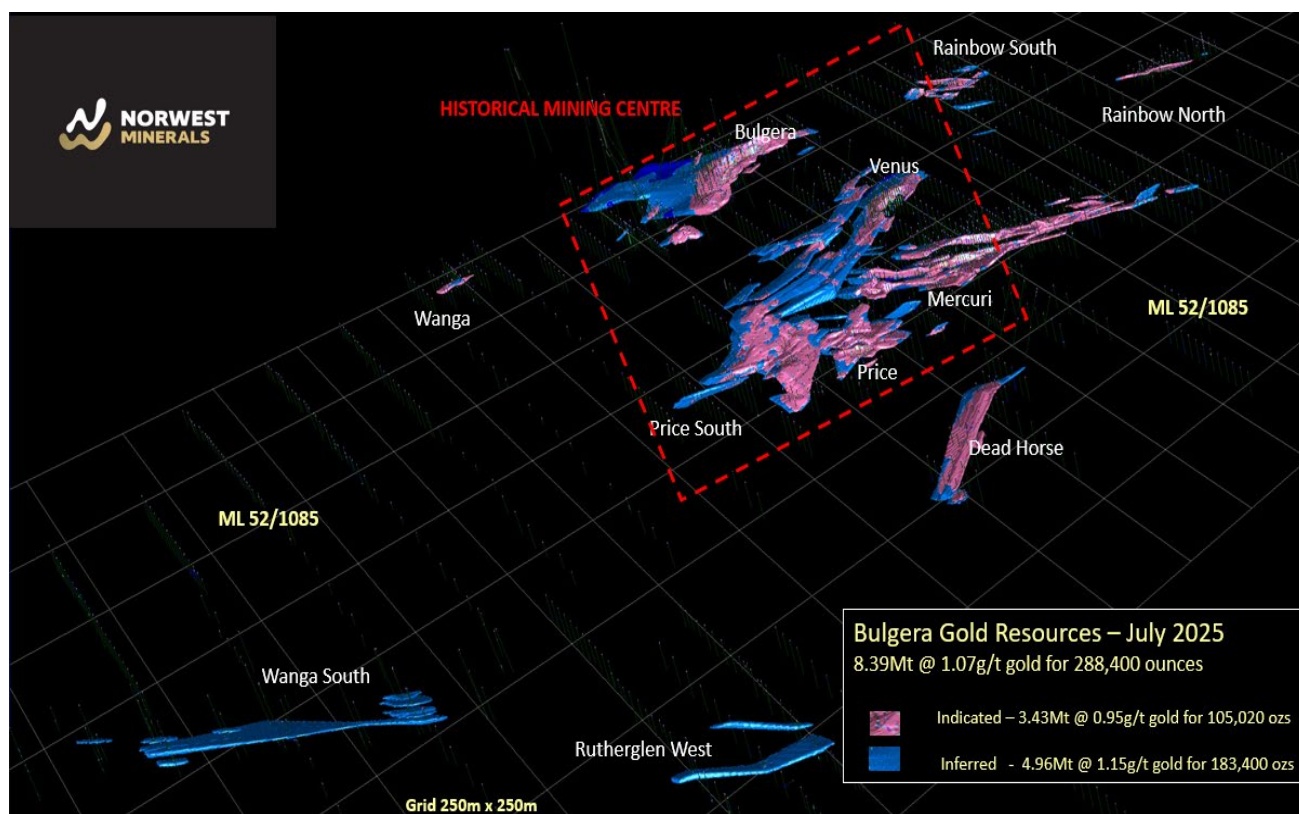 NORWEST
MINERALS
HISTORICAL MINING CENTRE
Rainbow South
Rainbow North
Bulgera
Venus
Wanga
Mercuri
ML 52/1085
Price
Price South
Dead Horse
ML 52/1085
Wanga South
Rutherglen West
Grid 250m x 250m
Bulgera Gold Resources – July 2025
8.39Mt @ 1.07g/t gold for 288,400 ounces
Indicated – 3.43Mt @ 0.95g/t gold for 105,020 ozs
Inferred - 4.96Mt @ 1.15g/t gold for 183,400 ozs